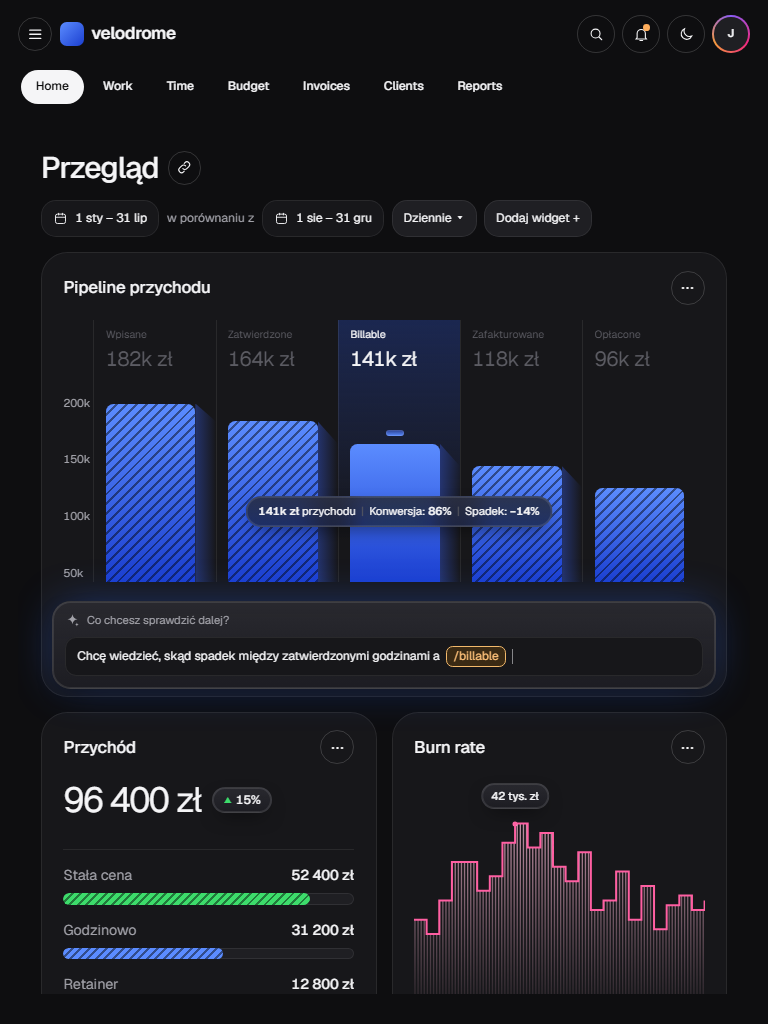 velodrome
J
Home Work Time Budget Invoices Clients Reports
Przegląd
1 sty – 31 lip w porównaniu z 1 sie – 31 gru Dziennie Dodaj widget +
Pipeline przychodu
Wpisane Zatwierdzone Billable Zafakturowane Opłacone
182k zł 164k zł 141k zł 118k zł 96k zł
200k
150k
100k
50k
141k zł przychodu Konwersja: 86% Spadek: −14%
Co chcesz sprawdzić dalej?
Chcę wiedzieć, skąd spadek między zatwierdzonymi godzinami a /billable
Przychód
96 400 zł 15%
Stała cena 52 400 zł
Godzinowo 31 200 zł
Retainer 12 800 zł
Burn rate
42 tys. zł